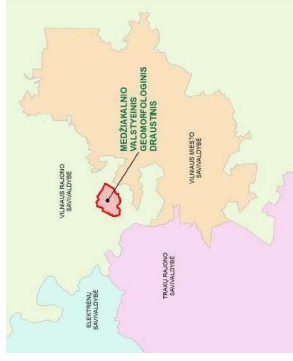 MEDŽIAKALNIO
VALSTYBINIS
GEOMORFOLOGINIS
DRAUSTINIS
VILNIAUS RAJONO
SAVIVALDYBĖ
VILNIAUS MIESTO
SAVIVALDYBĖ
ELEKTRĖNŲ
SAVIVALDYBĖ
TRAKŲ RAJONO
SAVIVALDYBĖ